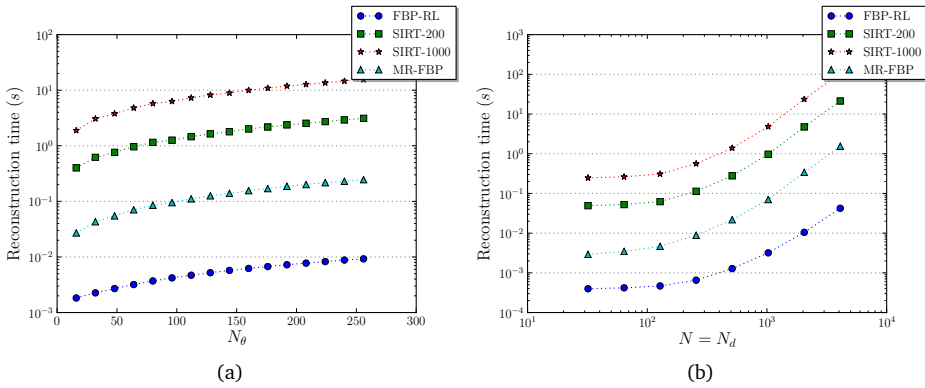 FBP-RL
SIRT-200
SIRT-1000
MR-FBP
Reconstruction time (s)
10^2
10^1
10^0
10^{-1}
10^{-2}
10^{-3}
0 50 100 150 200 250 300
N_θ
(a)
FBP-RL
SIRT-200
SIRT-1000
MR-FBP
Reconstruction time (s)
10^3
10^2
10^1
10^0
10^{-1}
10^{-2}
10^{-3}
10^{-4}
10^1 10^2 10^3 10^4
N = N_d
(b)